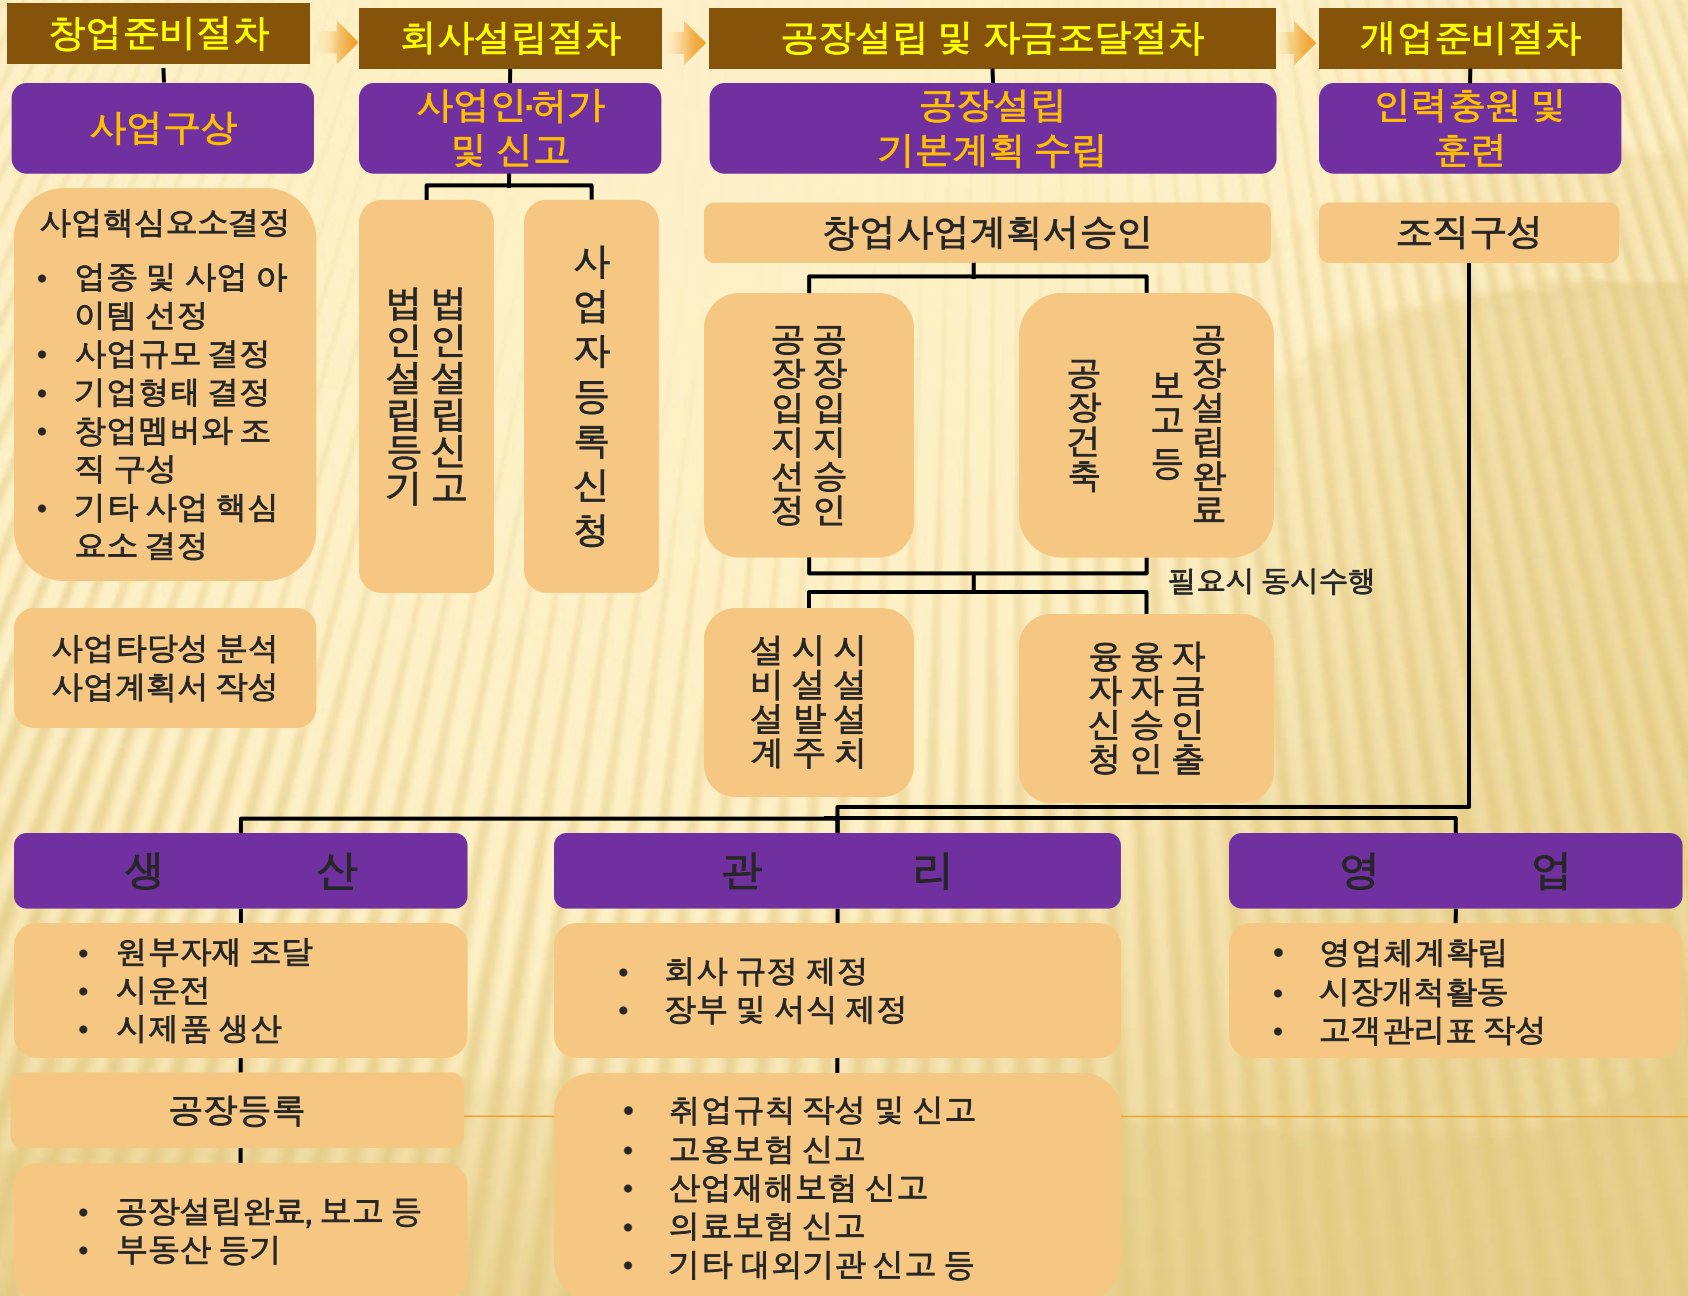 창업준비절차
회사설립절차
공장설립 및 자금조달절차
개업준비절차
사업구상
사업인·허가
및 신고
공장설립
기본계획 수립
인력충원 및
훈련
사업핵심요소결정
• 업종 및 사업 아
이템 선정
• 사업규모 결정
• 기업형태 결정
• 창업멤버와 조
직 구성
• 기타 사업 핵심
요소 결정
사업타당성 분석
사업계획서 작성
법인설립등기
법인설립신고
사업자등록신청
창업사업계획서승인
공장입지선정
공장입지승인
공장건축
보고등
공장설립완료
필요시 동시수행
설비설계
시설발주
시설설치
융자신청
융자승인
자금인출
조직구성
생 산
• 원부자재 조달
• 시운전
• 시제품 생산
공장등록
• 공장설립완료, 보고 등
• 부동산 등기
관 리
• 회사 규정 제정
• 장부 및 서식 제정
• 취업규칙 작성 및 신고
• 고용보험 신고
• 산업재해보험 신고
• 의료보험 신고
• 기타 대외기관 신고 등
영 업
• 영업체계확립
• 시장개척활동
• 고객관리표 작성